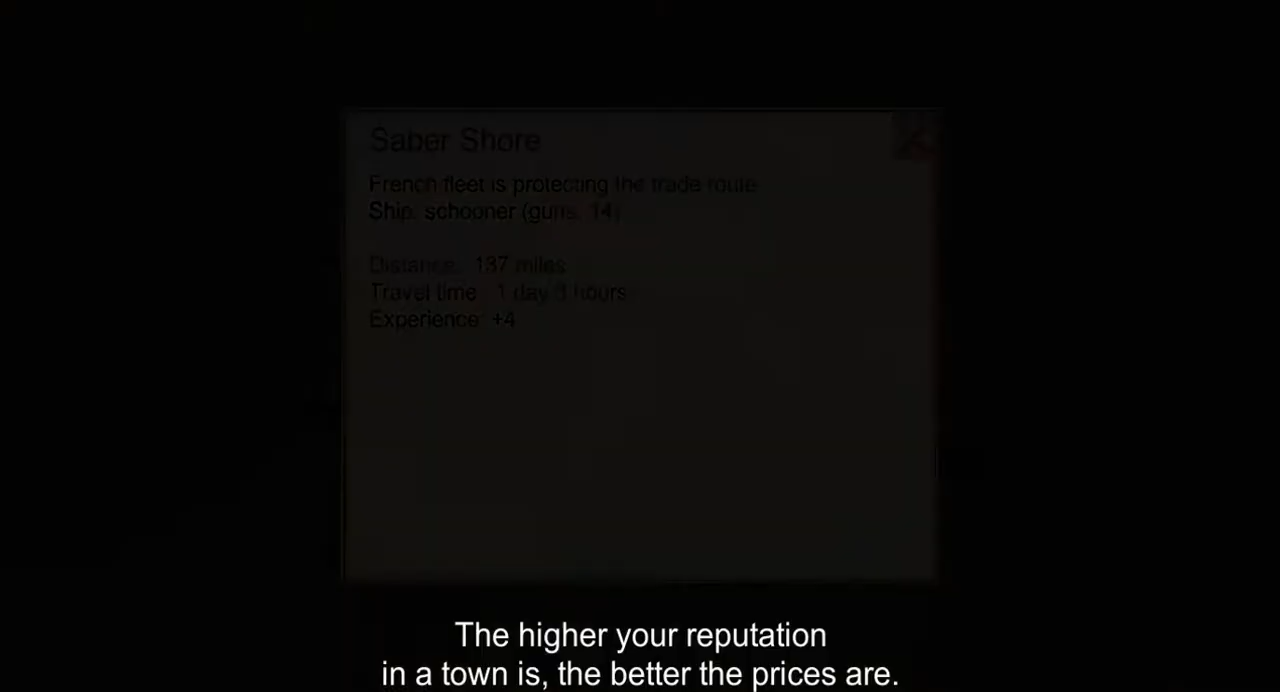 Saber Shore
French fleet is protecting the trade route
Ship: schooner (guns: 14)
Distance: 137 miles
Travel time: 1 day 3 hours
Experience: +4
The higher your reputation
in a town is, the better the prices are.